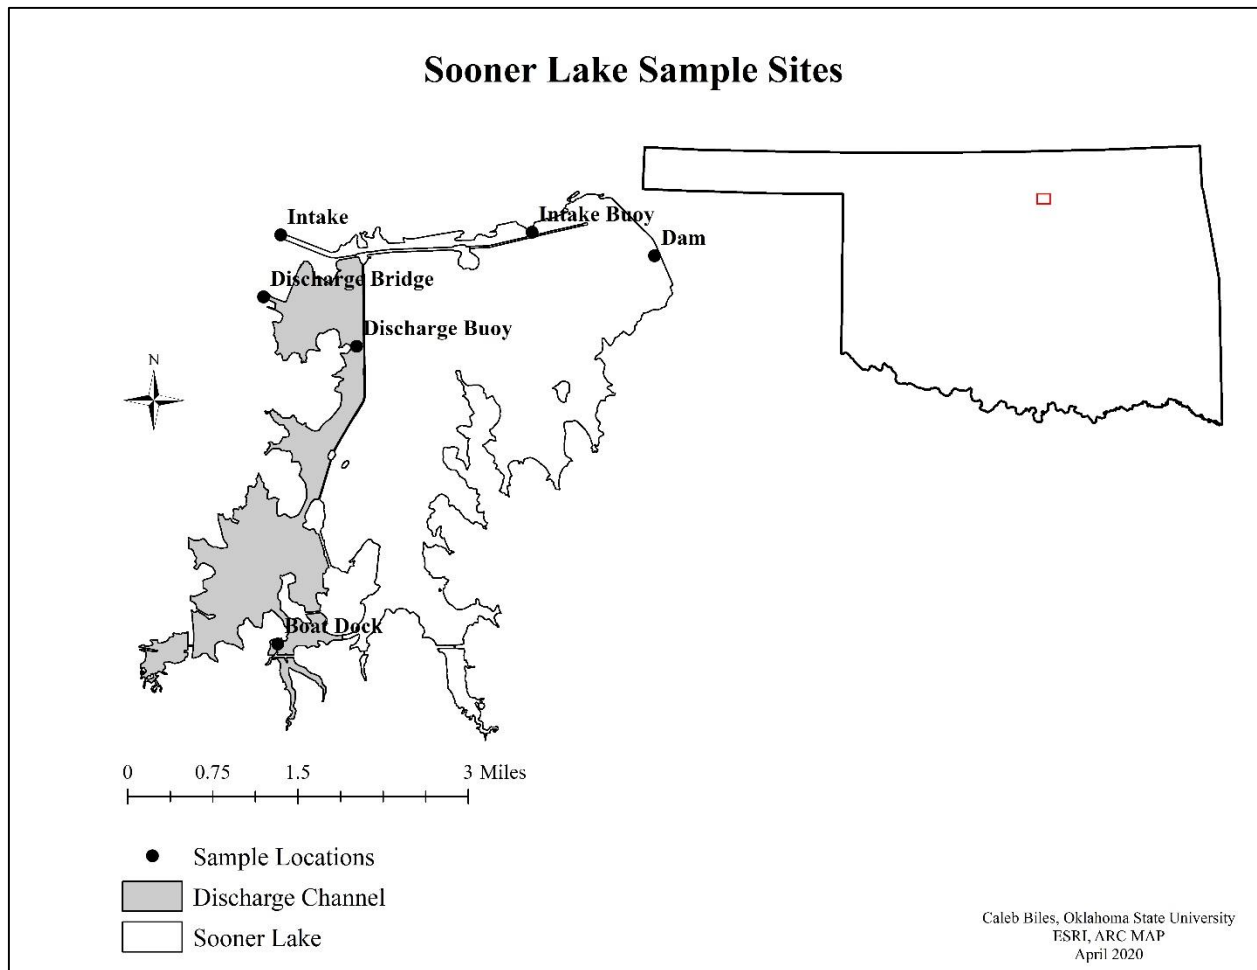 Sooner Lake Sample Sites
Intake
Intake Buoy
Dam
Discharge Bridge
Discharge Buoy
N
Boat Dock
0 0.75 1.5 3 Miles
Sample Locations
Discharge Channel
Sooner Lake
Caleb Biles, Oklahoma State University
ESRI, ARC MAP
April 2020